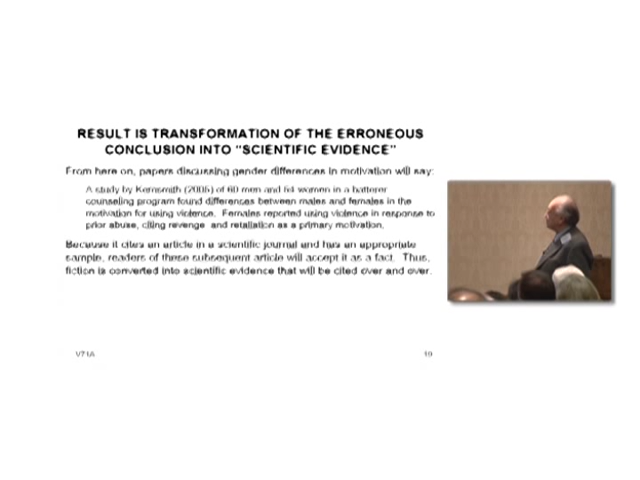 RESULT IS TRANSFORMATION OF THE ERRONEOUS
CONCLUSION INTO "SCIENTIFIC EVIDENCE"
From here on, papers discussing gender differences in motivation will say:
A study by Kernsmith (2005) of 60 men and 54 women in a batterer
counseling program found differences between males and females in the
motivation for using violence. Females reported using violence in response to
prior abuse, citing revenge and retaliation as a primary motivation.
Because it cites an article in a scientific journal and has an appropriate
sample, readers of these subsequent article will accept it as a fact. Thus,
fiction is converted into scientific evidence that will be cited over and over.
V71A
19